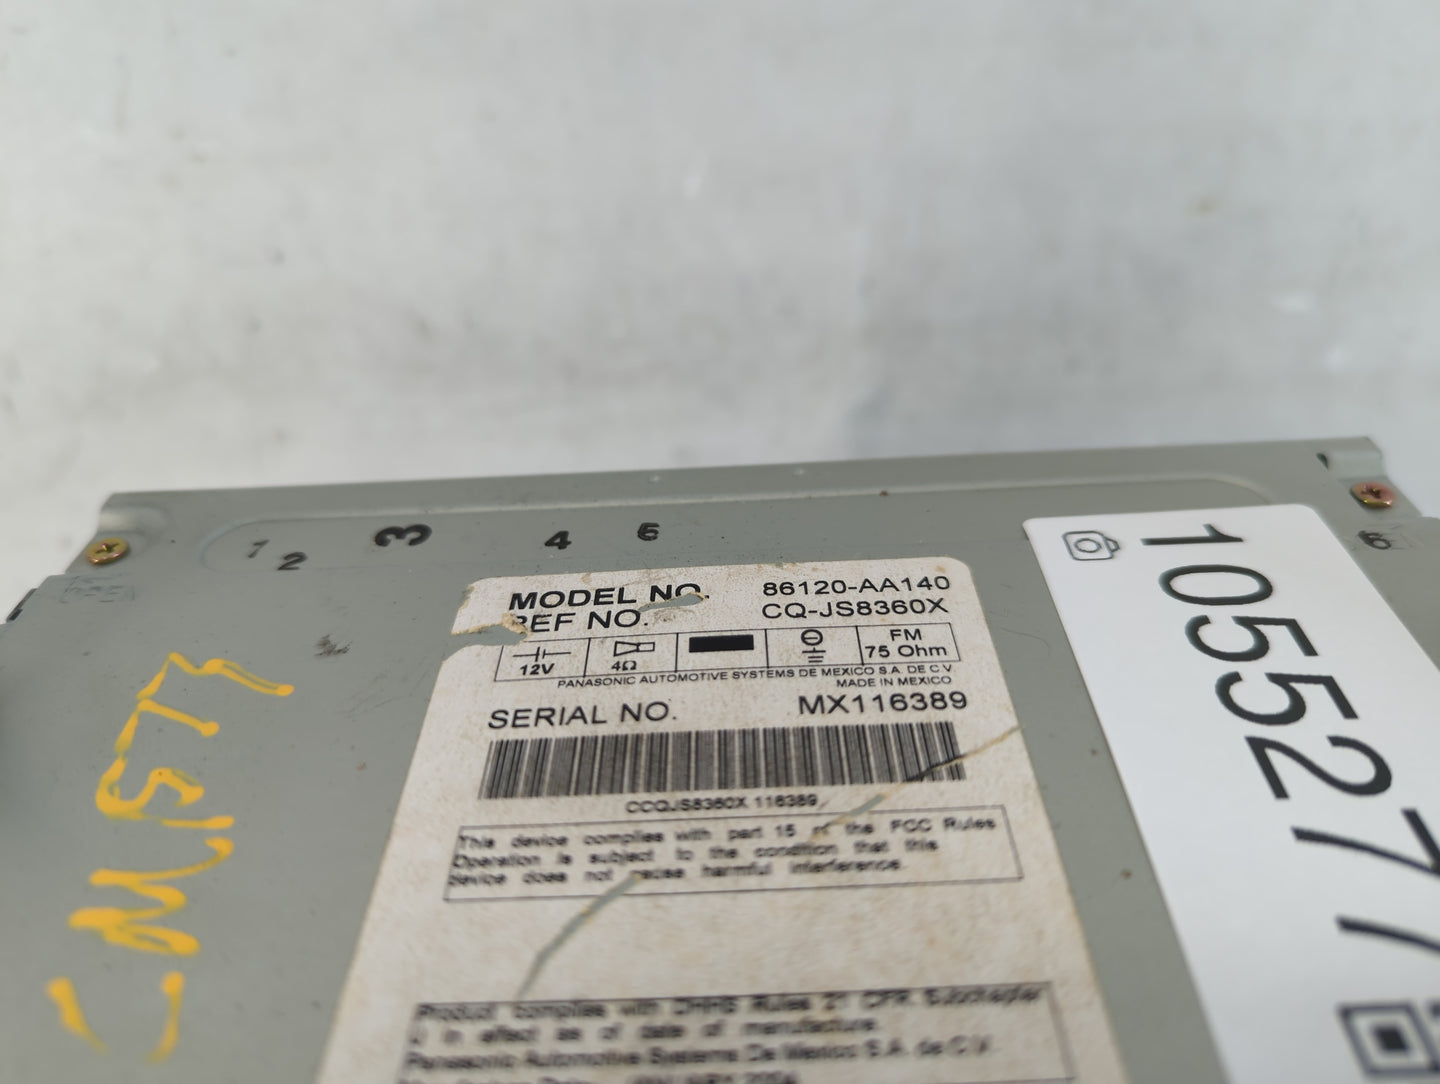 1 2 3 4 5 6
OPEN
MODEL NO. 86120-AA140
REF NO. CQ-JS8360X
12V 4Ω FM 75 Ohm
PANASONIC AUTOMOTIVE SYSTEMS DE MEXICO S.A. DE C.V
MADE IN MEXICO
SERIAL NO. MX116389
CCQJS8360X 116389
This device complies with part 15 of the FCC Rules
Operation is subject to the condition that this
device does not cause harmful interference.
Product complies with DHHS Rules 21 CFR Subchapter
J in effect as of date of manufacture.
Panasonic Automotive Systems De Mexico S.A. de C.V.
105527